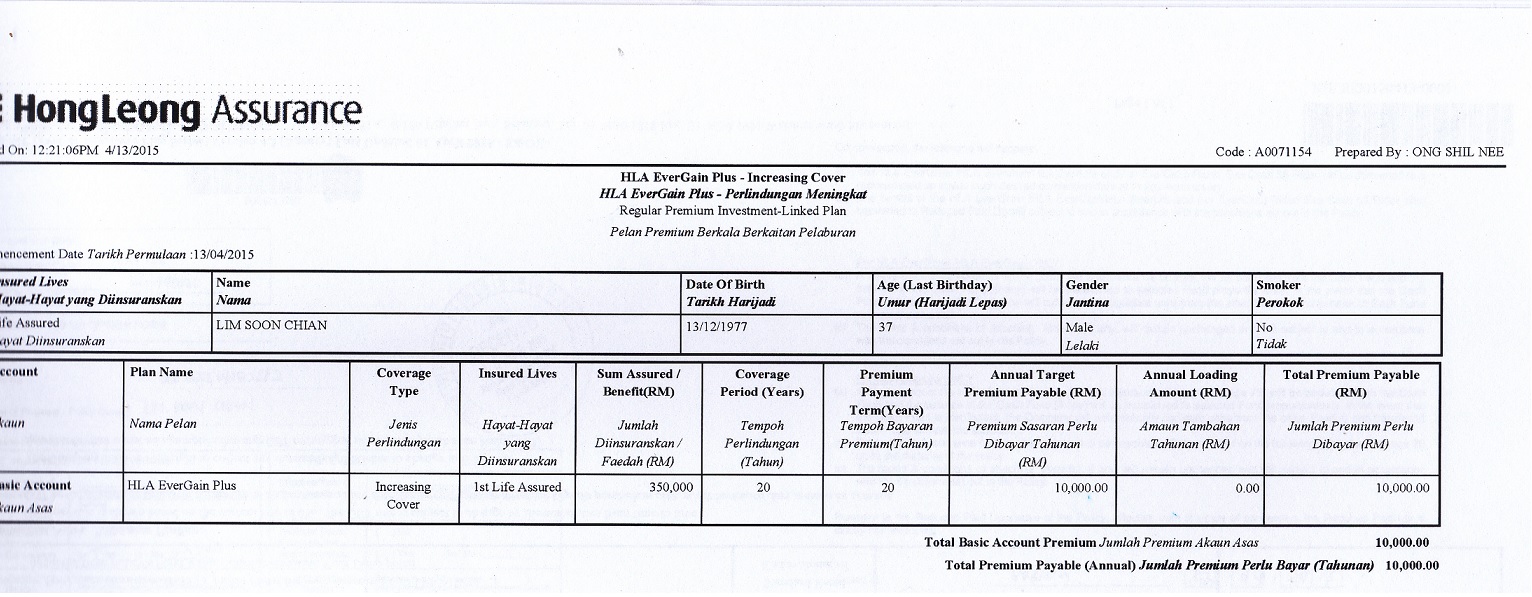 HongLeong Assurance
d On: 12:21:06PM 4/13/2015
Code : A0071154 Prepared By : ONG SHIL NEE
HLA EverGain Plus - Increasing Cover
HLA EverGain Plus - Perlindungan Meningkat
Regular Premium Investment-Linked Plan
Pelan Premium Berkala Berkaitan Pelaburan
encement Date Tarikh Permulaan :13/04/2015
nsured Lives Name Date Of Birth Age (Last Birthday) Gender Smoker
ayat-Hayat yang Diinsuranskan Nama Tarikh Harijadi Umur (Harijadi Lepas) Jantina Perokok
ife Assured LIM SOON CHIAN 13/12/1977 37 Male No
ayat Diinsuranskan Lelaki Tidak
ccount Plan Name Coverage Insured Lives Sum Assured / Coverage Premium Annual Target Annual Loading Total Premium Payable
Type Benefit(RM) Period (Years) Payment Premium Payable (RM) Amount (RM) (RM)
Term(Years)
kaun Nama Pelan Jenis Hayat-Hayat Jumlah Tempoh Tempoh Bayaran Premium Sasaran Perlu Amaun Tambahan Jumlah Premium Perlu
Perlindungan yang Diinsuranskan / Perlindungan Premium(Tahun) Dibayar Tahunan Tahunan (RM) Dibayar (RM)
Diinsuranskan Faedah (RM) (Tahun) (RM)
asic Account HLA EverGain Plus Increasing 1st Life Assured 350,000 20 20 10,000.00 0.00 10,000.00
kaun Asas Cover
Total Basic Account Premium Jumlah Premium Akaun Asas 10,000.00
Total Premium Payable (Annual) Jumlah Premium Perlu Bayar (Tahunan) 10,000.00